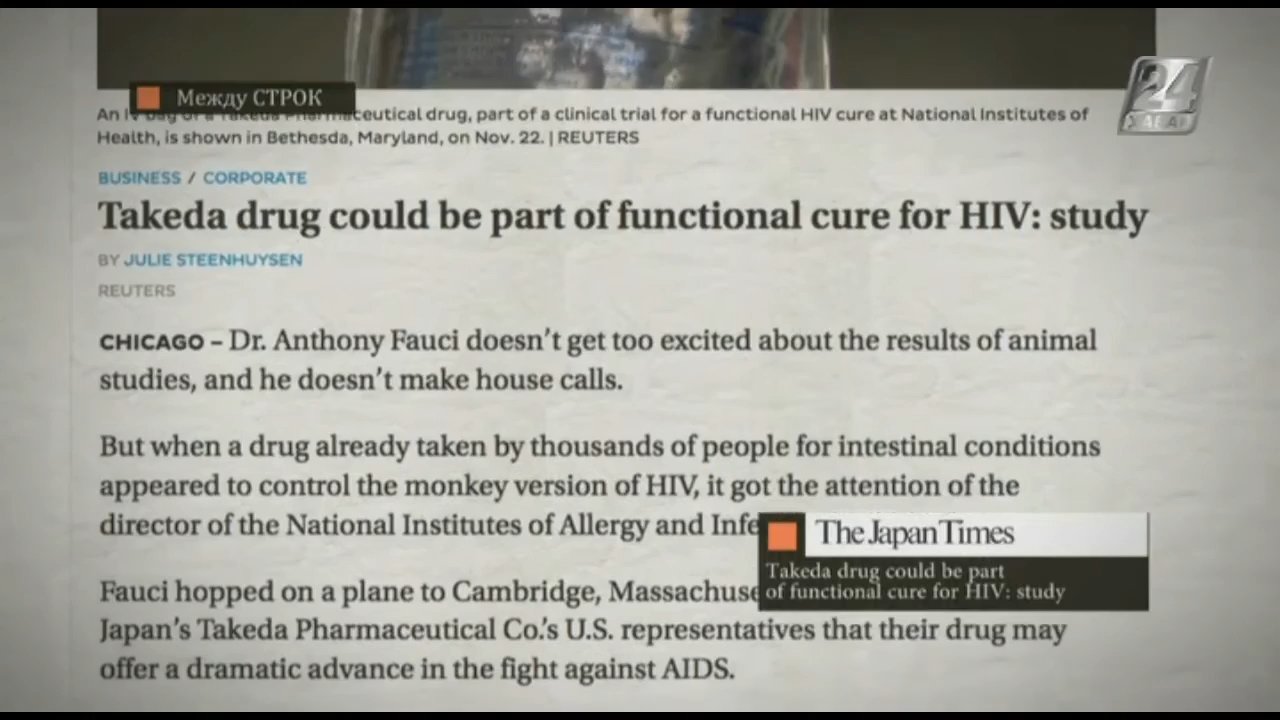 Между СТРОК
24
ХАБАР
ceutical drug, part of a clinical trial for a functional HIV cure at National Institutes of
Health, is shown in Bethesda, Maryland, on Nov. 22. | REUTERS
BUSINESS / CORPORATE
Takeda drug could be part of functional cure for HIV: study
BY JULIE STEENHUYSEN
REUTERS
CHICAGO – Dr. Anthony Fauci doesn't get too excited about the results of animal
studies, and he doesn't make house calls.
But when a drug already taken by thousands of people for intestinal conditions
appeared to control the monkey version of HIV, it got the attention of the
director of the National Institutes of Allergy and Infe
Fauci hopped on a plane to Cambridge, Massachuse
Japan's Takeda Pharmaceutical Co.'s U.S. representatives that their drug may
offer a dramatic advance in the fight against AIDS.
The Japan Times
Takeda drug could be part
of functional cure for HIV: study